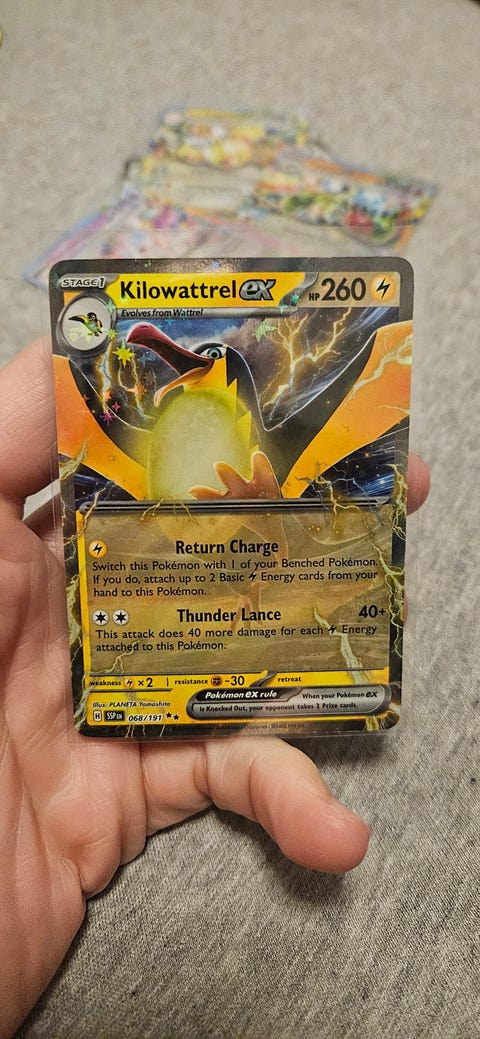 STAGE 1 Kilowattrel ex HP 260
Evolves from Wattrel
Return Charge
Switch this Pokémon with 1 of your Benched Pokémon.
If you do, attach up to 2 Basic Energy cards from your
hand to this Pokémon.
Thunder Lance 40+
This attack does 40 more damage for each Energy
attached to this Pokémon.
weakness ×2 resistance -30 retreat
Illus. PLANETA Yamashita
Pokémon ex rule When your Pokémon ex
is Knocked Out, your opponent takes 2 Prize cards.
H SSP EN 068/191 ★★